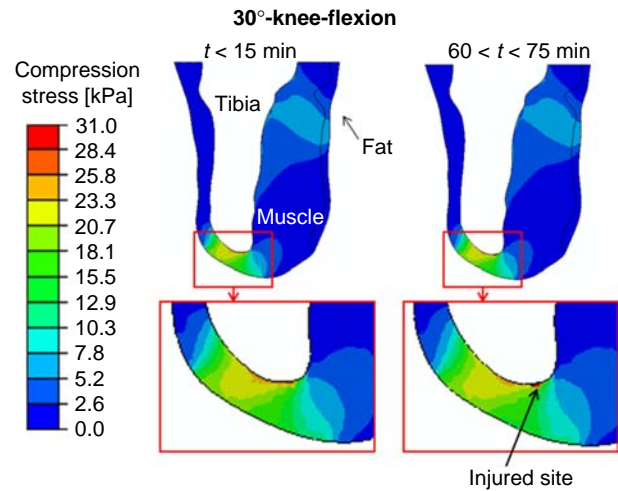 30°-knee-flexion
t < 15 min
60 < t < 75 min
Compression
stress [kPa]
31.0
28.4
25.8
23.3
20.7
18.1
15.5
12.9
10.3
7.8
5.2
2.6
0.0
Tibia
Fat
Muscle
Injured site